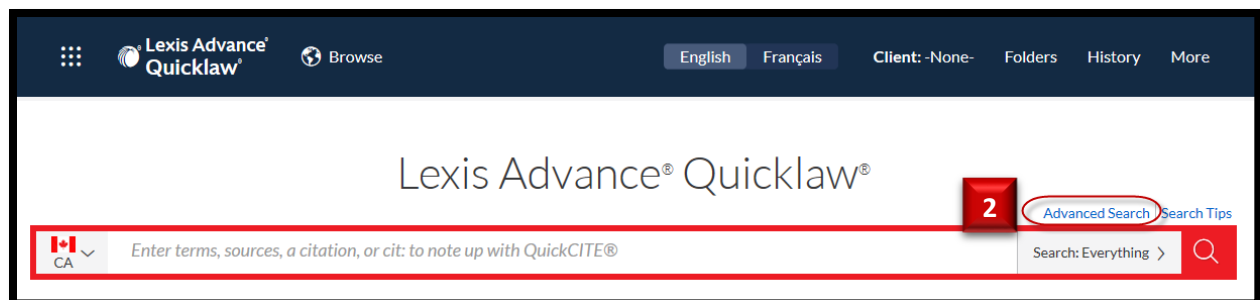 Lexis Advance® Quicklaw® Browse English Français Client: -None- Folders History More
Lexis Advance® Quicklaw®
2 Advanced Search Search Tips
CA Enter terms, sources, a citation, or cit: to note up with QuickCITE® Search: Everything >